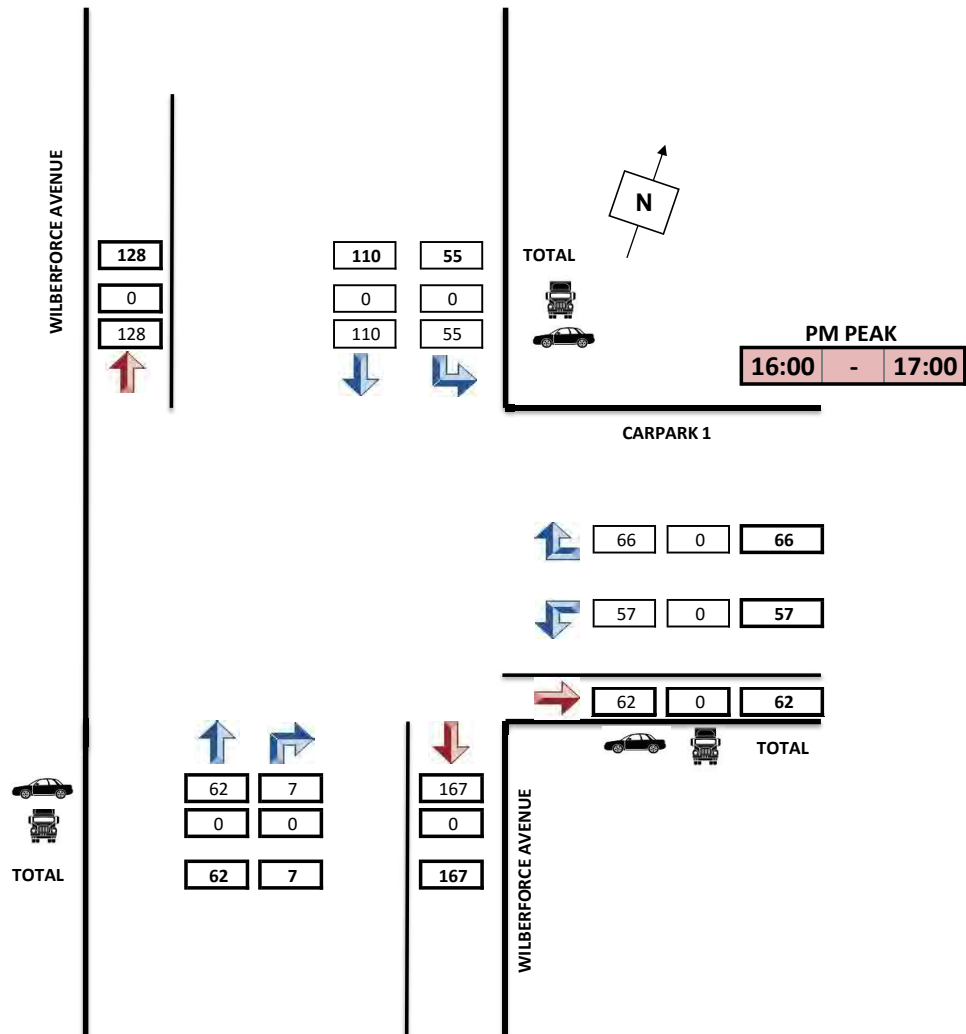 WILBERFORCE AVENUE
N
128 110 55 TOTAL
0 0 0
128 110 55
PM PEAK
16:00 - 17:00
CARPARK 1
66 0 66
57 0 57
62 0 62
TOTAL
62 7 167
0 0 0
TOTAL 62 7 167
WILBERFORCE AVENUE